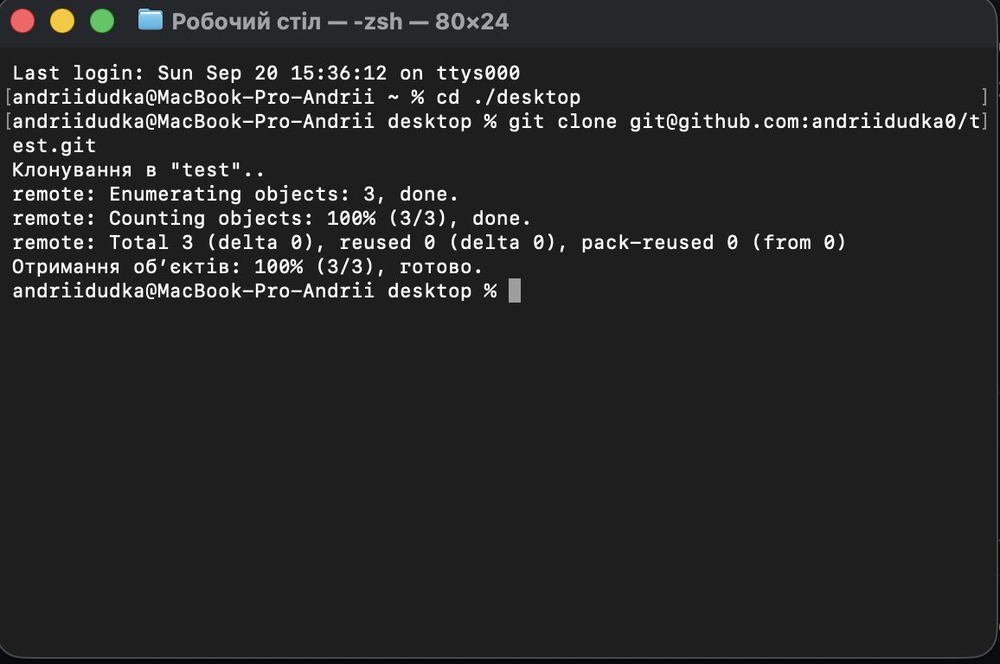 Робочий стіл — -zsh — 80×24
Last login: Sun Sep 20 15:36:12 on ttys000
[andriidudka@MacBook-Pro-Andrii ~ % cd ./desktop ]
[andriidudka@MacBook-Pro-Andrii desktop % git clone git@github.com:andriidudka0/t]
est.git
Клонування в "test"..
remote: Enumerating objects: 3, done.
remote: Counting objects: 100% (3/3), done.
remote: Total 3 (delta 0), reused 0 (delta 0), pack-reused 0 (from 0)
Отримання об’єктів: 100% (3/3), готово.
andriidudka@MacBook-Pro-Andrii desktop %